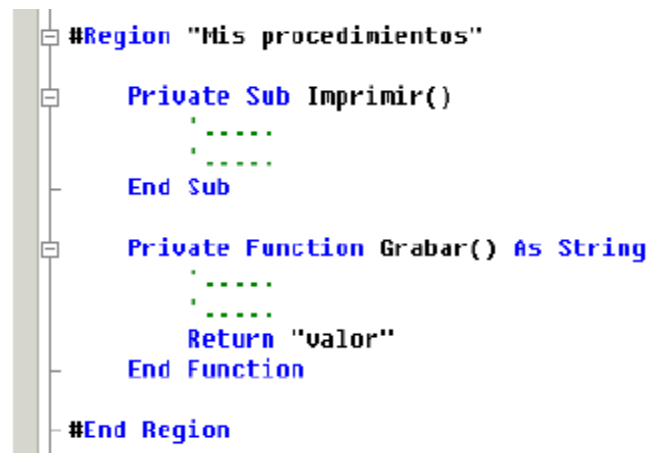 #Region "Mis procedimientos"
Private Sub Imprimir()
'.....
'.....
End Sub
Private Function Grabar() As String
'.....
'.....
Return "valor"
End Function
#End Region